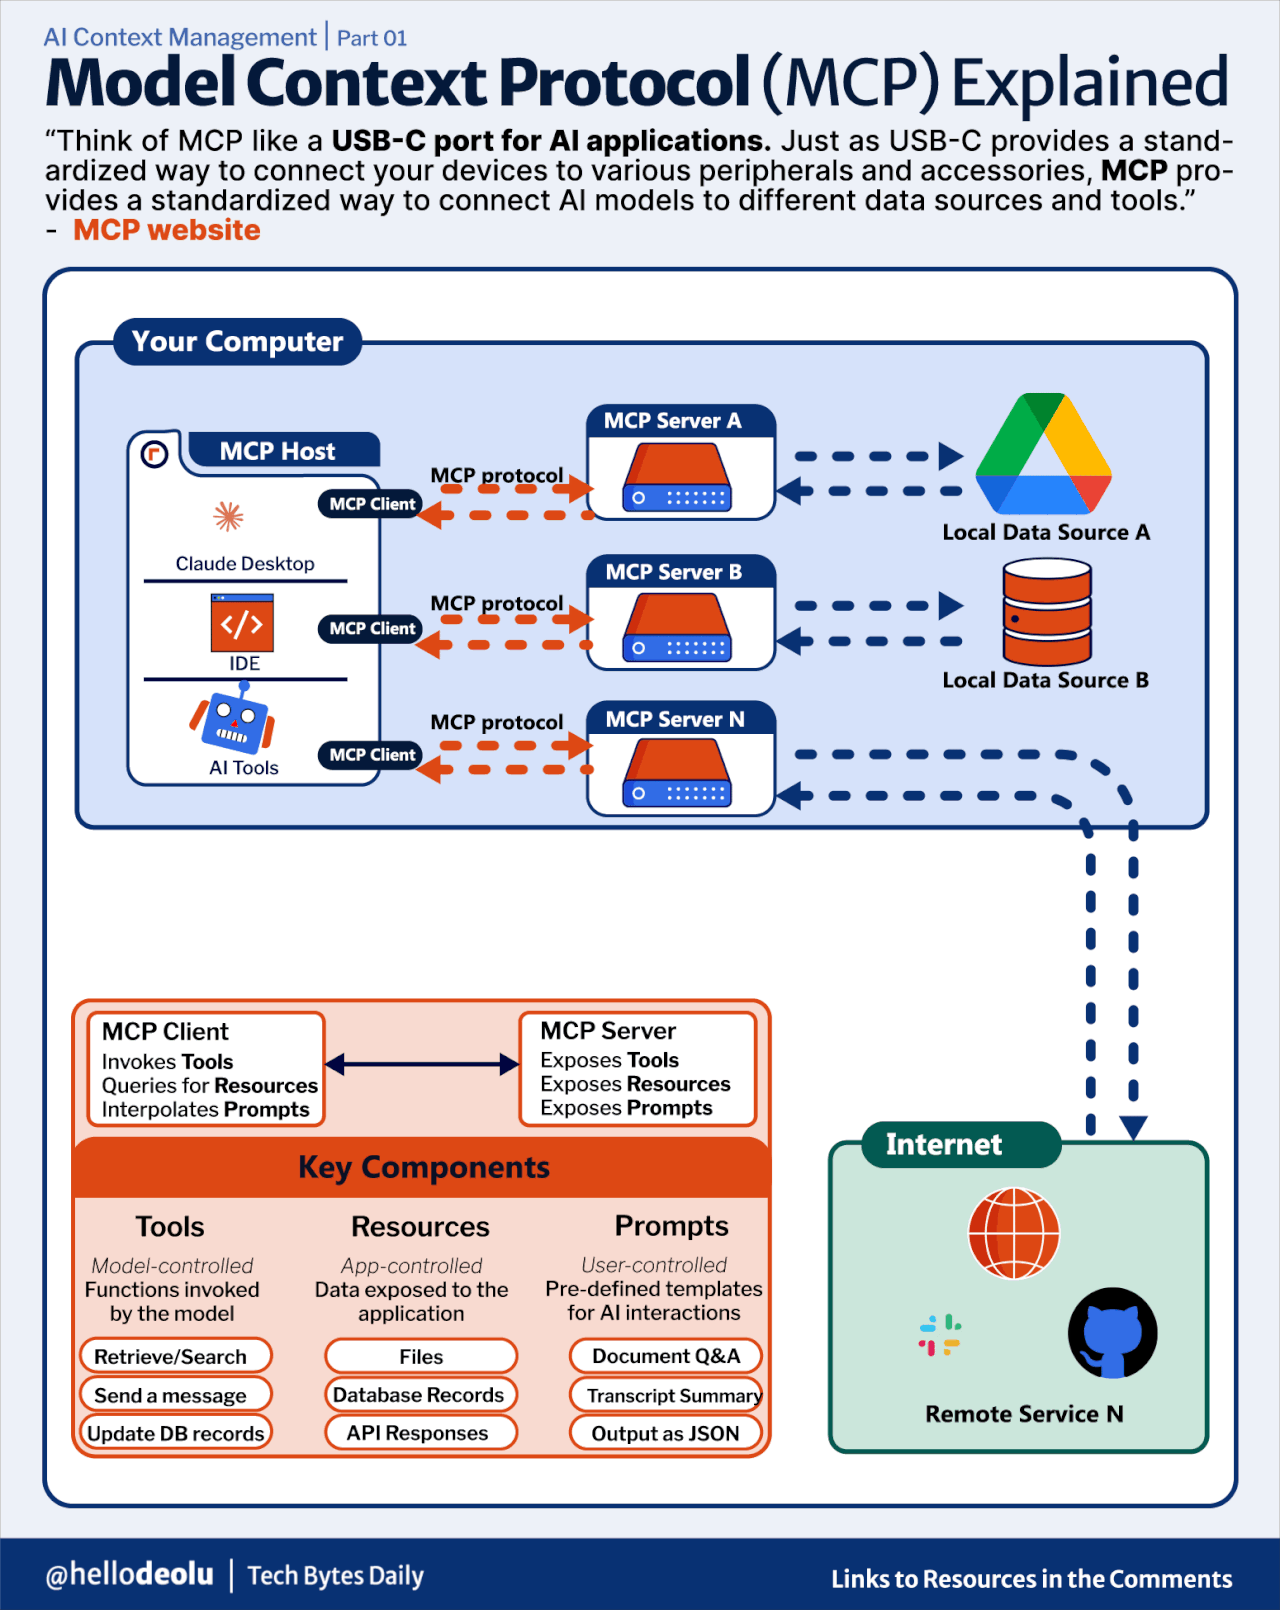 AI Context Management | Part 01
Model Context Protocol (MCP) Explained
“Think of MCP like a USB-C port for AI applications. Just as USB-C provides a stand-
ardized way to connect your devices to various peripherals and accessories, MCP pro-
vides a standardized way to connect AI models to different data sources and tools.”
- MCP website
Your Computer
MCP Host
Claude Desktop
IDE
AI Tools
MCP Client
MCP protocol
MCP Server A
Local Data Source A
MCP Client
MCP protocol
MCP Server B
Local Data Source B
MCP Client
MCP protocol
MCP Server N
MCP Client
Invokes Tools
Queries for Resources
Interpolates Prompts
MCP Server
Exposes Tools
Exposes Resources
Exposes Prompts
Key Components
Tools
Model-controlled
Functions invoked
by the model
Retrieve/Search
Send a message
Update DB records
Resources
App-controlled
Data exposed to the
application
Files
Database Records
API Responses
Prompts
User-controlled
Pre-defined templates
for AI interactions
Document Q&A
Transcript Summary
Output as JSON
Internet
Remote Service N
@hellodeolu | Tech Bytes Daily
Links to Resources in the Comments